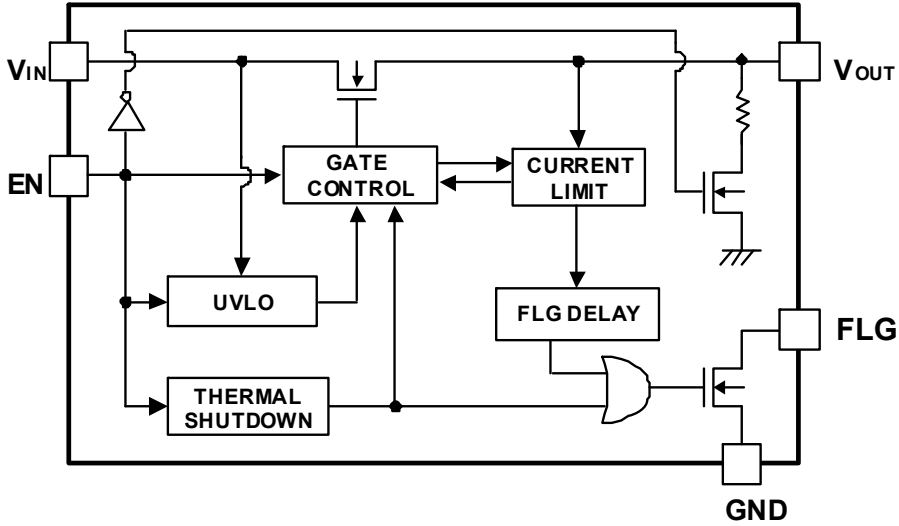 VIN
VOUT
EN
GATE
CONTROL
CURRENT
LIMIT
UVLO
FLG DELAY
FLG
THERMAL
SHUTDOWN
GND